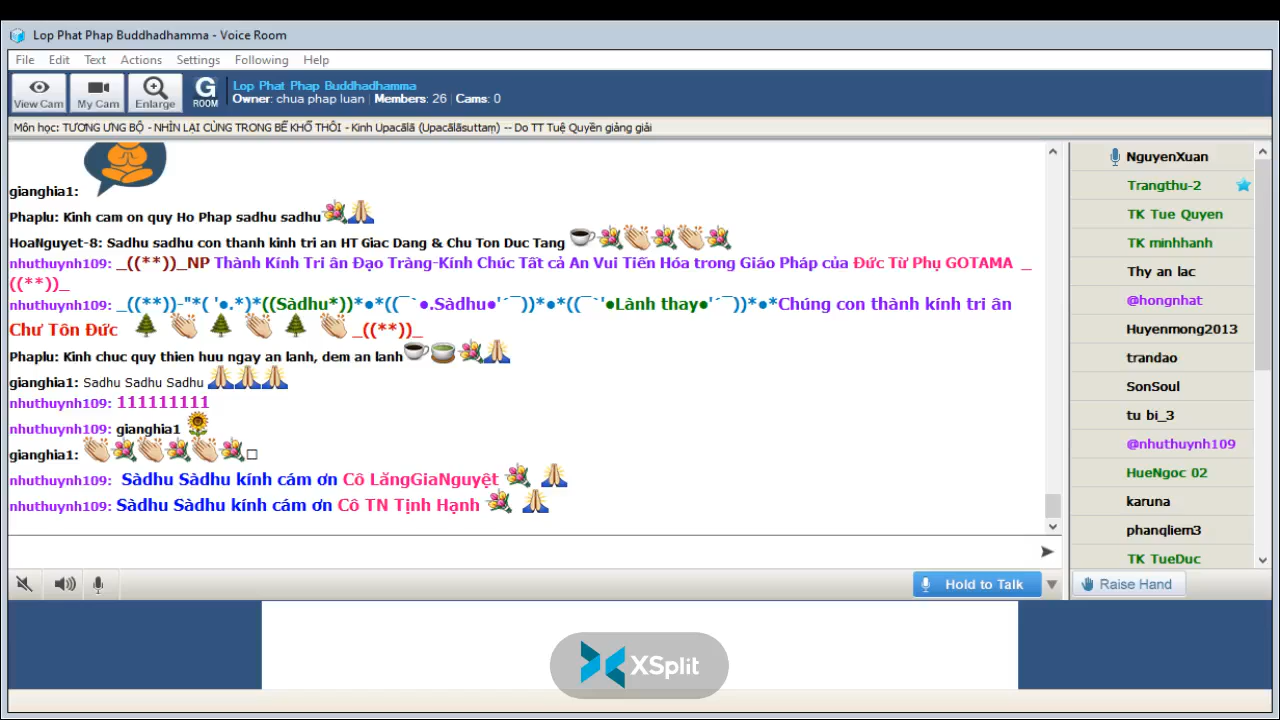 Lop Phat Phap Buddhadhamma - Voice Room
File Edit Text Actions Settings Following Help
View Cam My Cam Enlarge G ROOM
Lop Phat Phap Buddhadhamma
Owner: chua phap luan | Members: 26 | Cams: 0
Môn học: TƯƠNG ƯNG BỘ - NHÌN LẠI CÙNG TRONG BỂ KHỔ THÔI - Kinh Upacālā (Upacālāsuttaṃ) -- Do TT Tuệ Quyền giảng giải
gianghia1:
Phaplu: Kinh cam on quy Ho Phap sadhu sadhu
HoaNguyet-8: Sadhu sadhu con thanh kinh tri an HT Giac Dang & Chu Ton Duc Tang
nhuthuynh109: _((**))_NP Thành Kính Tri ân Đạo Tràng-Kính Chúc Tất cả An Vui Tiến Hóa trong Giáo Pháp của Đức Từ Phụ GOTAMA _
((**))_
nhuthuynh109: _((**))-"*( '●.*)*((Sàdhu*))*●*((¯`●.Sàdhu●'´¯))*●*((¯`'●Lành thay●'´¯))*●*Chúng con thành kính tri ân
Chư Tôn Đức _((**))_
Phaplu: Kinh chuc quy thien huu ngay an lanh, dem an lanh
gianghia1: Sadhu Sadhu Sadhu
nhuthuynh109: 111111111
nhuthuynh109: gianghia1
gianghia1:
nhuthuynh109: Sàdhu Sàdhu kính cám ơn Cô LăngGiaNguyệt
nhuthuynh109: Sàdhu Sàdhu kính cám ơn Cô TN Tịnh Hạnh
Hold to Talk
NguyenXuan
Trangthu-2
TK Tue Quyen
TK minhhanh
Thy an lac
@hongnhat
Huyenmong2013
trandao
SonSoul
tu bi_3
@nhuthuynh109
HueNgoc 02
karuna
phanqliem3
TK TueDuc
Raise Hand
XSplit